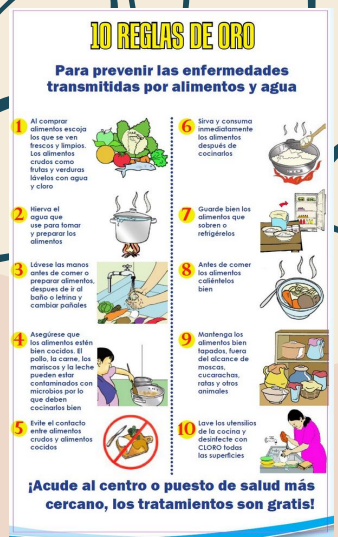 10 REGLAS DE ORO
Para prevenir las enfermedades
transmitidas por alimentos y agua
1
Al comprar
alimentos escoja
los que se ven
frescos y limpios.
Los alimentos
crudos como
frutas y verduras
lávelos con agua
y cloro
2
Hierva el
agua que
use para tomar
y preparar los
alimentos
3
Lávese las manos
antes de comer o
preparar alimentos,
despues de ir al
baño o letrina y
cambiar pañales
4
Asegúrese que
los alimentos estén
bien cocidos. El
pollo, la carne, los
mariscos y la leche
pueden estar
contaminados con
microbios por lo
que deben
cocinarlos bien
5
Evite el contacto
entre alimentos
crudos y alimentos
cocidos
6
Sirva y consuma
inmediatamente
los alimentos
después de
cocinarlos
7
Guarde bien los
alimentos que
sobren o
refrigérelos
8
Antes de comer
los alimentos
caliéntelos
bien
9
Mantenga los
alimentos bien
tapados, fuera
del alcance de
moscas,
cucarachas,
ratas y otros
animales
10
Lave los utensilios
de la cocina y
desinfecte con
CLORO todas
las superficies
¡Acude al centro o puesto de salud más
cercano, los tratamientos son gratis!